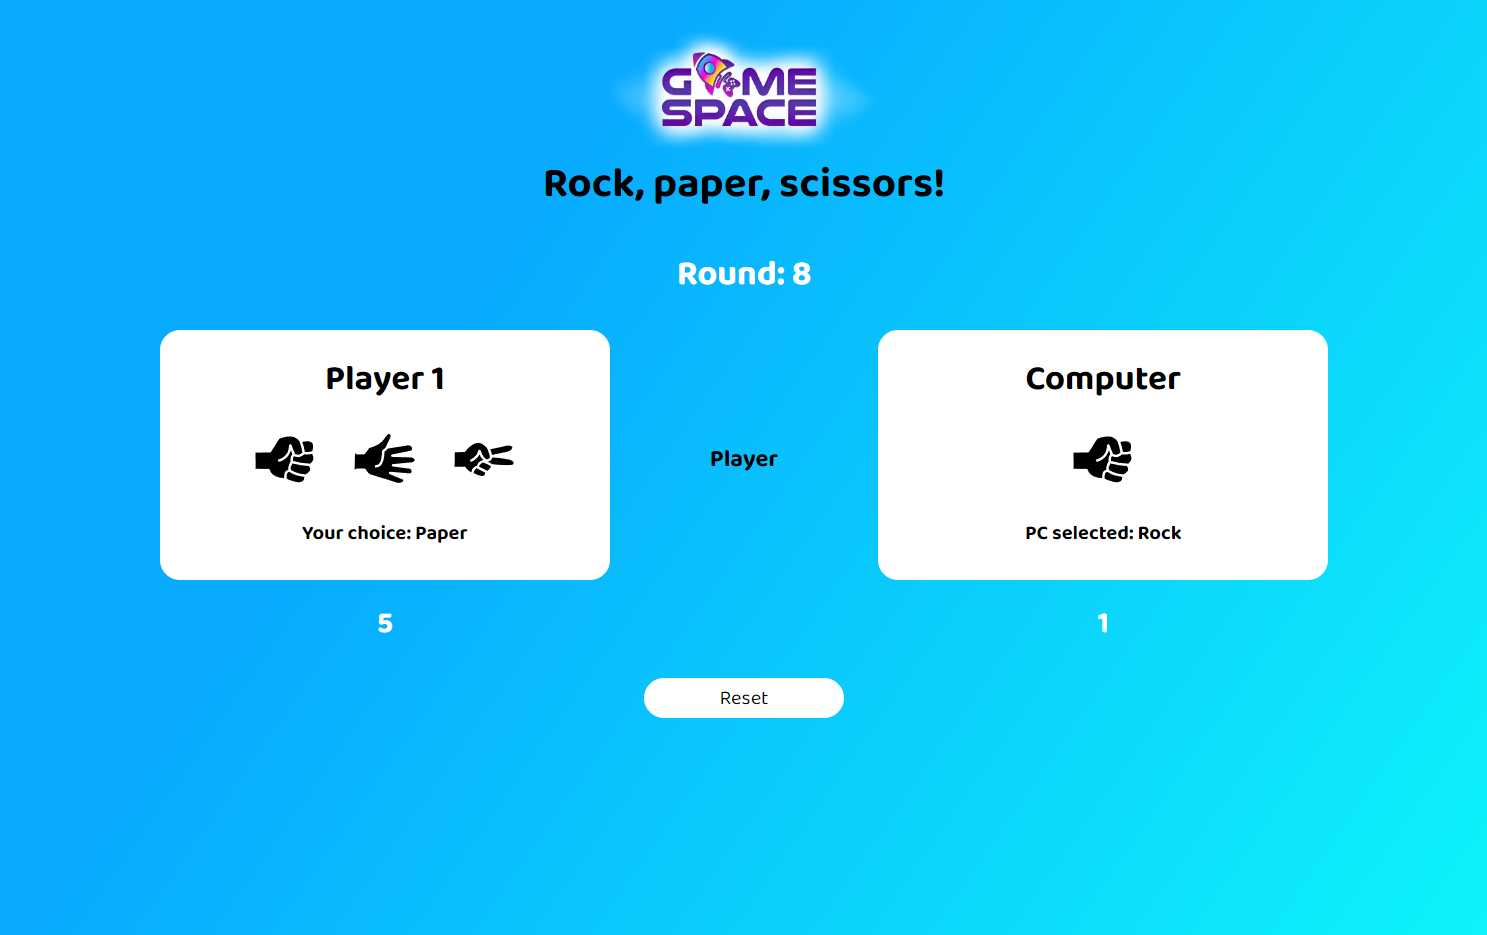 GAME
SPACE
Rock, paper, scissors!
Round: 8
Player 1
Your choice: Paper
5
Player
Computer
PC selected: Rock
1
Reset